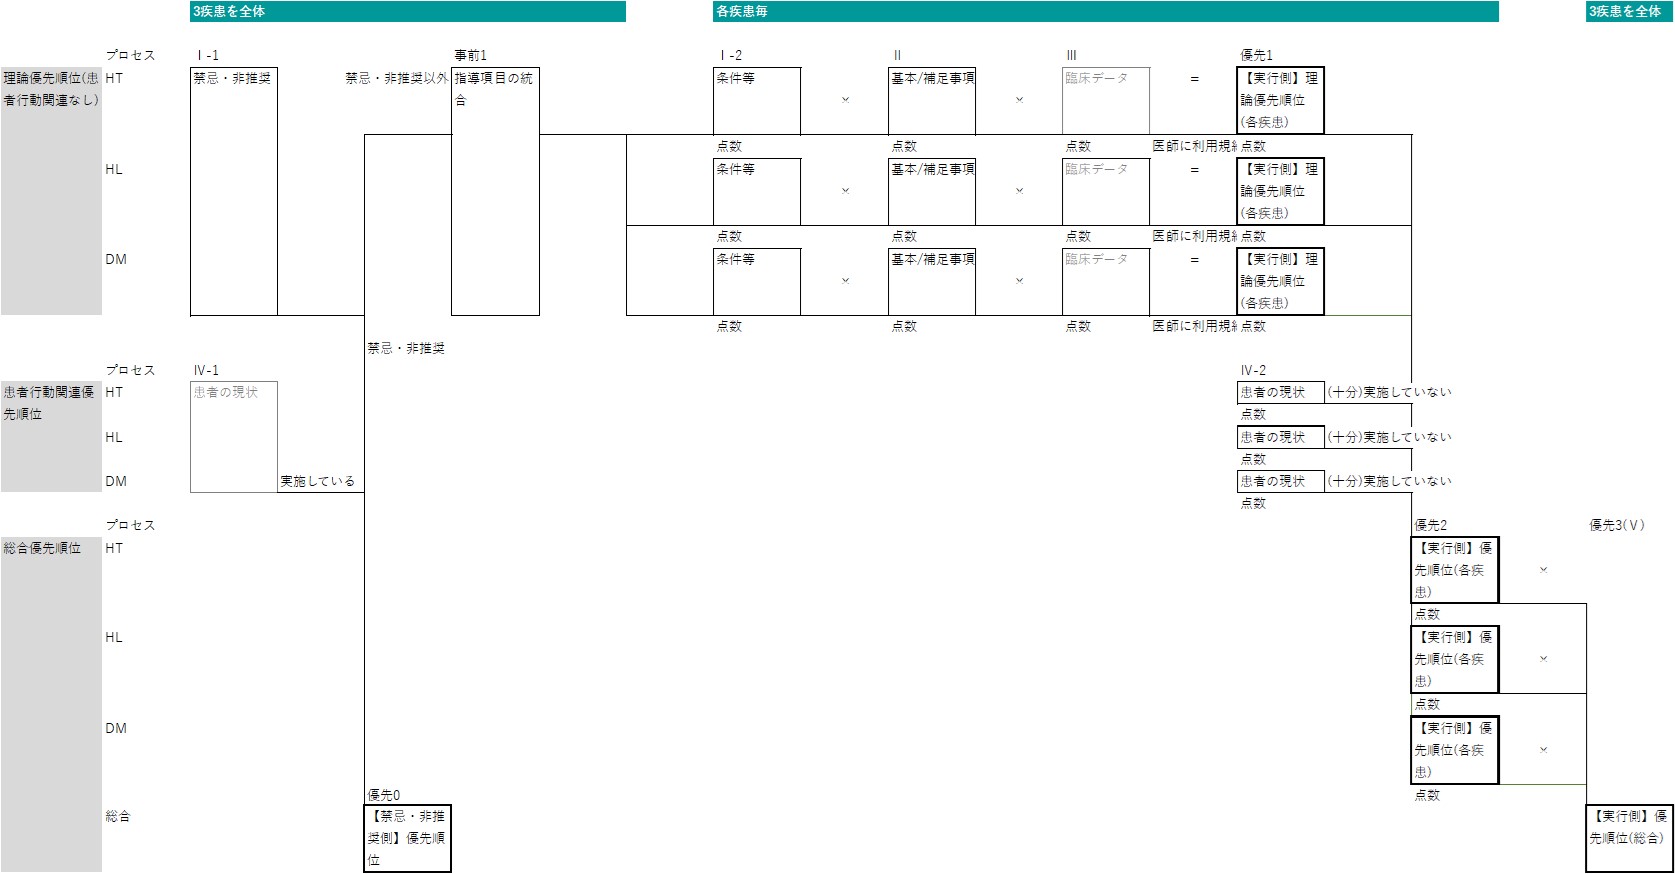 3疾患を全体 各疾患毎 3疾患を全体
プロセス Ⅰ-1 事前1 Ⅰ-2 Ⅱ Ⅲ 優先1
理論優先順位(患 HT 禁忌・非推奨 禁忌・非推奨以外 指導項目の統 条件等 基本/補足事項 臨床データ = 【実行側】理
者行動関連なし) 合 × × 論優先順位
(各疾患)
点数 点数 点数 医師に利用規 点数
HL 条件等 基本/補足事項 臨床データ = 【実行側】理
× × 論優先順位
(各疾患)
点数 点数 点数 医師に利用規 点数
DM 条件等 基本/補足事項 臨床データ = 【実行側】理
× × 論優先順位
(各疾患)
点数 点数 点数 医師に利用規 点数
禁忌・非推奨
プロセス Ⅳ-1 Ⅳ-2
患者行動関連優 HT 患者の現状 患者の現状 (十分)実施していない
先順位 点数
HL 患者の現状 (十分)実施していない
点数
DM 実施している 患者の現状 (十分)実施していない
点数
プロセス 優先2 優先3(Ⅴ)
総合優先順位 HT 【実行側】優
先順位(各疾 ×
患)
点数
HL 【実行側】優
先順位(各疾 ×
患)
点数
DM 【実行側】優
先順位(各疾 ×
患)
優先0 点数
総合 【禁忌・非推 【実行側】優
奨側】優先順 先順位(総合)
位